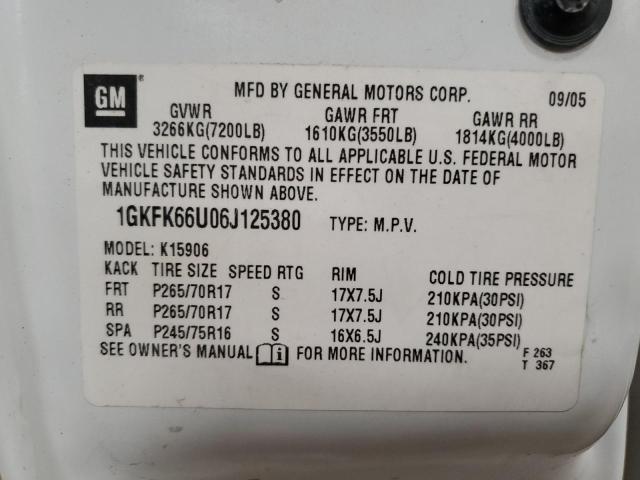 GM ®
MFD BY GENERAL MOTORS CORP. 09/05
GVWR GAWR FRT GAWR RR
3266KG(7200LB) 1610KG(3550LB) 1814KG(4000LB)
THIS VEHICLE CONFORMS TO ALL APPLICABLE U.S. FEDERAL MOTOR
VEHICLE SAFETY STANDARDS IN EFFECT ON THE DATE OF
MANUFACTURE SHOWN ABOVE.
1GKFK66U06J125380 TYPE: M.P.V.
MODEL: K15906
KACK TIRE SIZE SPEED RTG RIM COLD TIRE PRESSURE
FRT P265/70R17 S 17X7.5J 210KPA(30PSI)
RR P265/70R17 S 17X7.5J 210KPA(30PSI)
SPA P245/75R16 S 16X6.5J 240KPA(35PSI)
SEE OWNER'S MANUAL FOR MORE INFORMATION. F 263
T 367